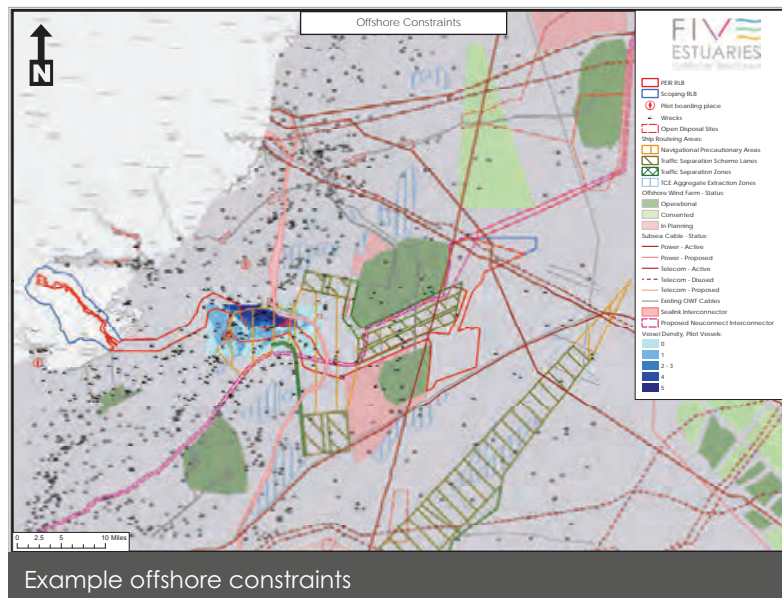 Offshore Constraints
N
FIVE
ESTUARIES
PEIR RLB
Scoping RLB
Pilot boarding place
Wrecks
Open Disposal Sites
Ship Routeing Areas:
Navigational Precautionary Areas
Traffic Separation Scheme Lanes
Traffic Separation Zones
TCE Aggregate Extraction Zones
Offshore Wind Farm - Status:
Operational
Consented
In Planning
Subsea Cable - Status:
Power - Active
Power - Proposed
Telecom - Active
Telecom - Disused
Telecom - Proposed
Existing OWF Cables
Sealink Interconnector
Proposed Neuconnect Interconnector
Vessel Density, Pilot Vessels:
0
1
2 - 3
4
5
0 2.5 5 10 Miles
Example offshore constraints